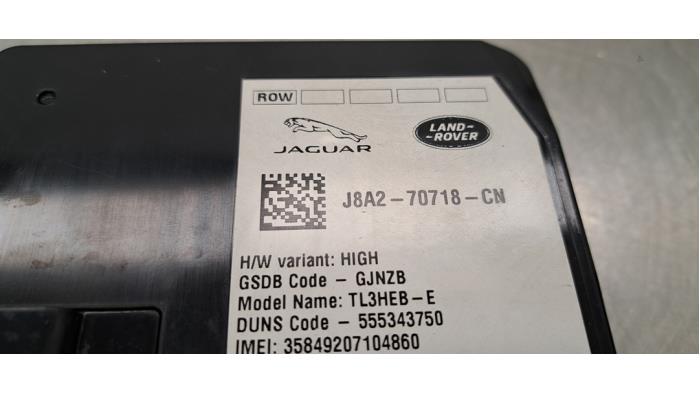 ROW
JAGUAR
LAND-
-ROVER
J8A2-70718-CN
H/W variant: HIGH
GSDB Code - GJNZB
Model Name: TL3HEB-E
DUNS Code - 555343750
IMEI: 35849207104860